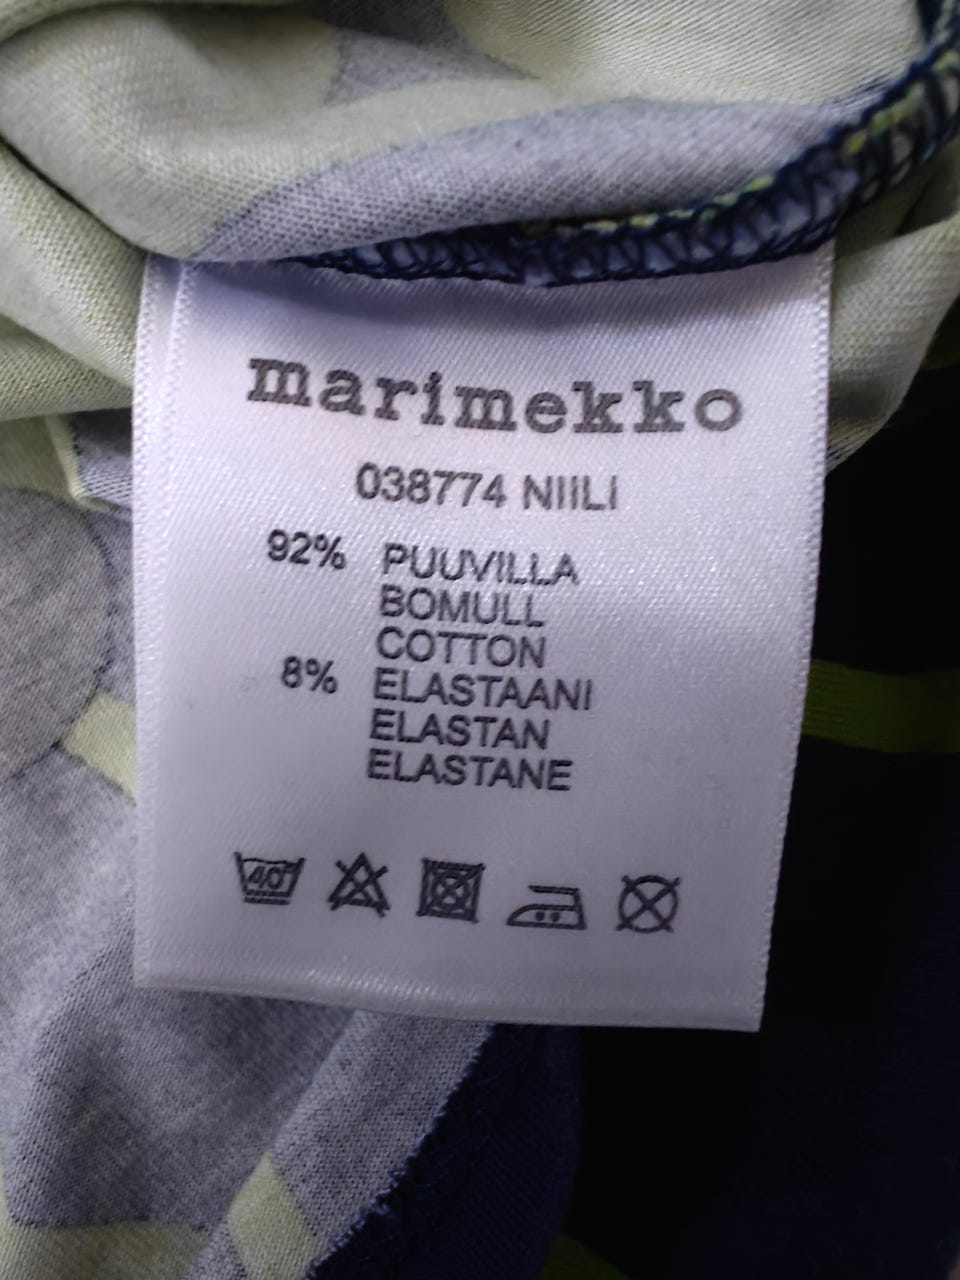 marimekko
038774 NIILI
92% PUUVILLA
BOMULL
COTTON
8% ELASTAANI
ELASTAN
ELASTANE
40°